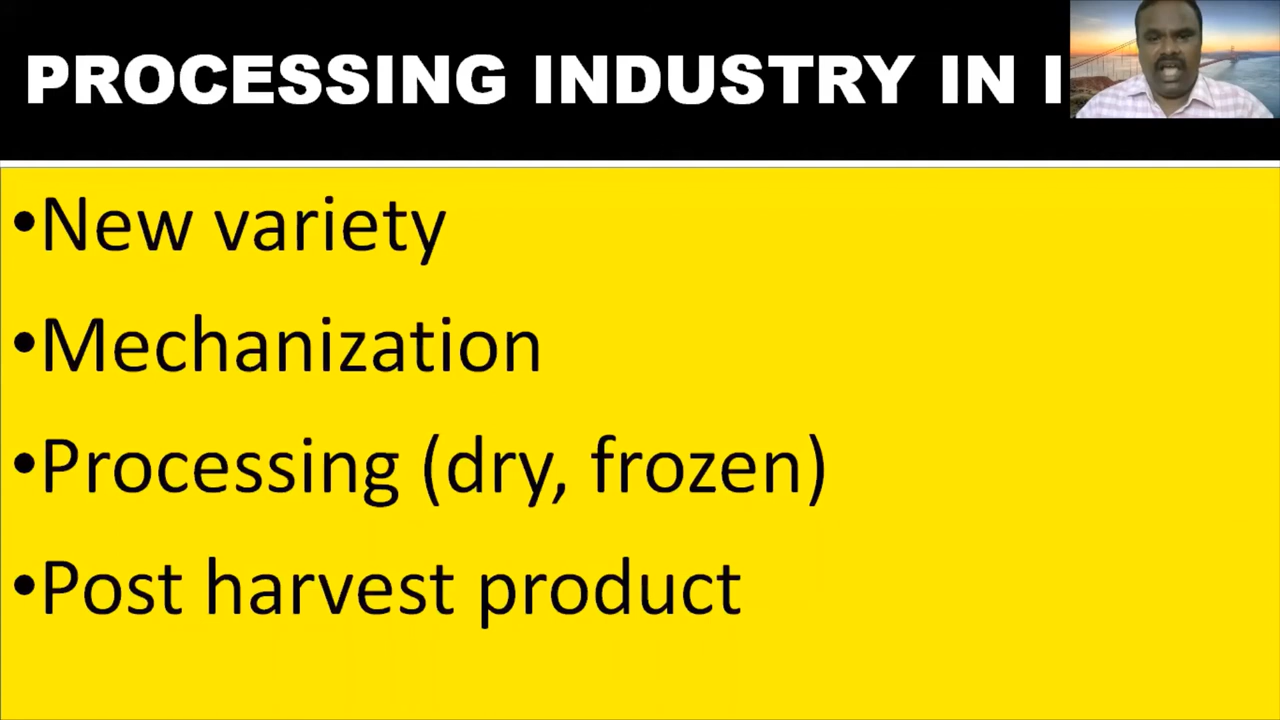 PROCESSING INDUSTRY IN
•New variety
•Mechanization
•Processing (dry, frozen)
•Post harvest product